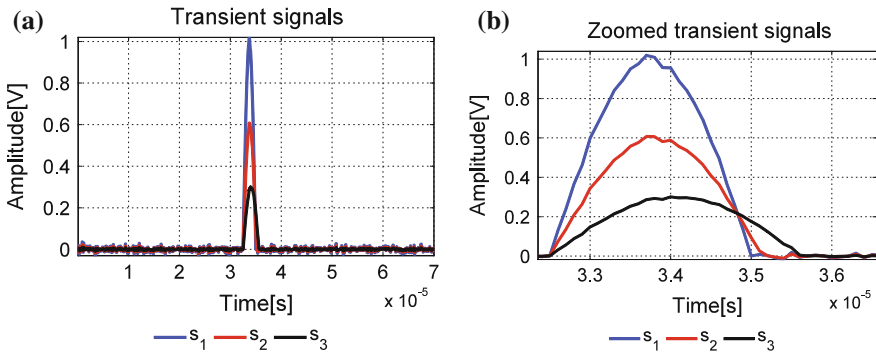 (a) Transient signals
Amplitude[V]
1
0.8
0.6
0.4
0.2
0
1 2 3 4 5 6 7
x 10⁻⁵
Time[s]
s₁ s₂ s₃
(b) Zoomed transient signals
Amplitude[V]
1
0.8
0.6
0.4
0.2
0
3.3 3.4 3.5 3.6
x 10⁻⁵
Time[s]
s₁ s₂ s₃